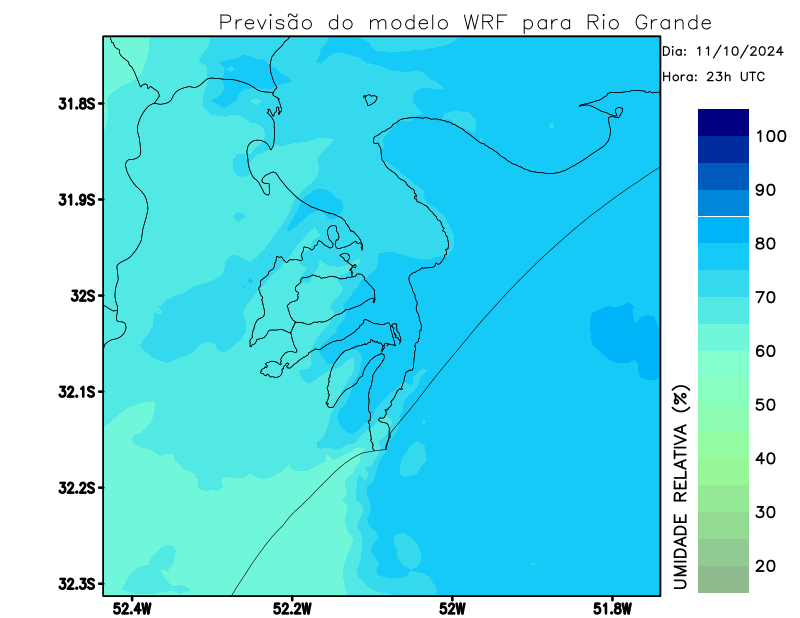 Previsão do modelo WRF para Rio Grande
Dia: 11/10/2024
Hora: 23h UTC
31.8S
31.9S
32S
32.1S
32.2S
32.3S
52.4W
52.2W
52W
51.8W
UMIDADE RELATIVA (%)
100
90
80
70
60
50
40
30
20